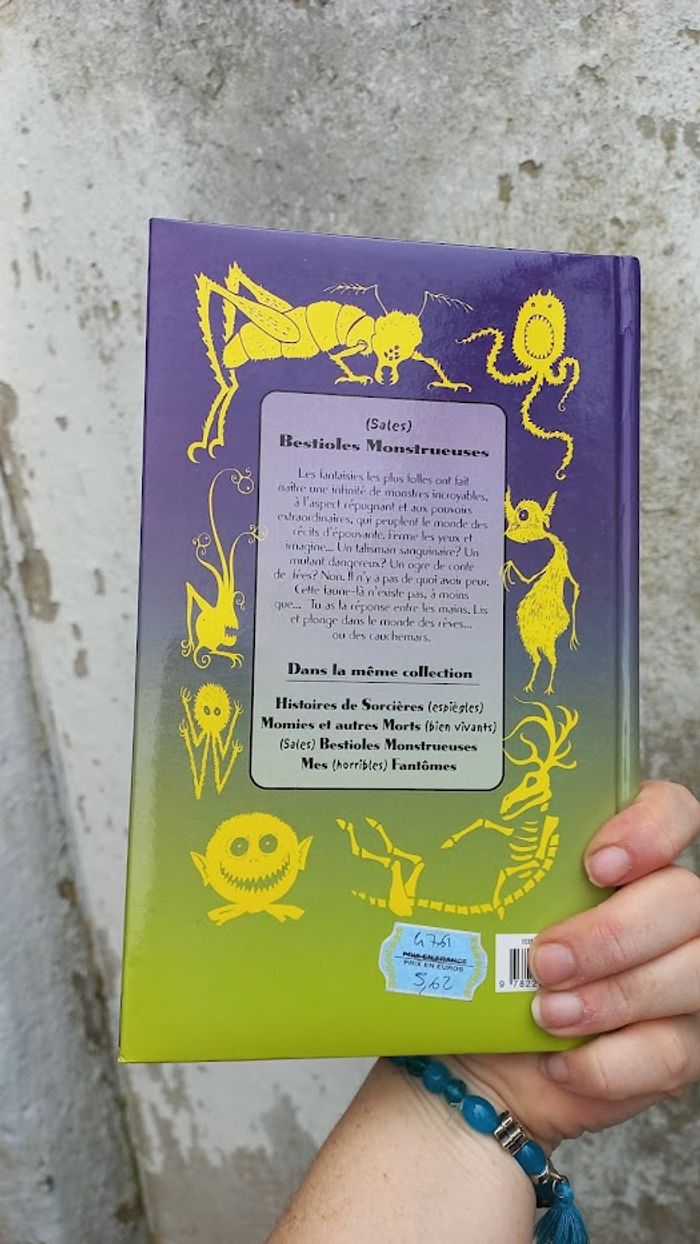 (Sales)
Bestioles Monstrueuses
Les fantaisies les plus folles ont fait
naître une infinité de monstres incroyables,
à l'aspect répugnant et aux pouvoirs
extraordinaires, qui peuplent le monde des
récits d'épouvante. Ferme les yeux et
imagine... Un talisman sanguinaire? Un
mutant dangereux? Un ogre de conte
de fées? Non. Il n'y a pas de quoi avoir peur.
Cette faune-là n'existe pas, à moins
que... Tu as la réponse entre les mains. Lis
et plonge dans le monde des rêves...
ou des cauchemars.
Dans la même collection
Histoires de Sorcières (espiègles)
Momies et autres Morts (bien vivants)
(Sales) Bestioles Monstrueuses
Mes (horribles) Fantômes
PRIX EN FRANCE
PRIX EN EUROS
5,62
9 7822